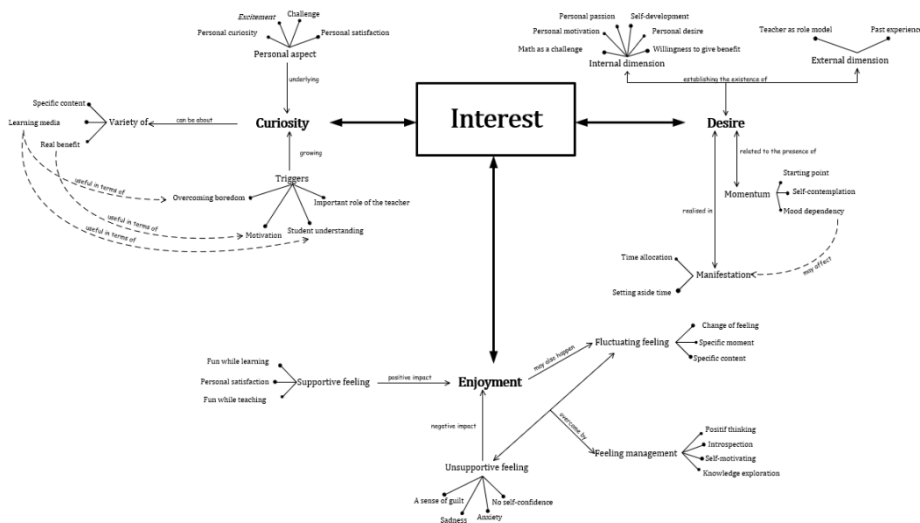 Excitement
Challenge
Personal curiosity
Personal satisfaction
Personal aspect
underlying
Specific content
Learning media
Real benefit
Variety of
can be about
Curiosity
growing
Triggers
Overcoming boredom
Important role of the teacher
Motivation
Student understanding
useful in terms of
useful in terms of
useful in terms of
Interest
Personal passion
Self-development
Personal motivation
Personal desire
Math as a challenge
Willingness to give benefit
Internal dimension
Teacher as role model
Past experience
External dimension
establishing the existence of
Desire
related to the presence of
Momentum
Starting point
Self-contemplation
Mood dependency
realized in
may affect
Manifestation
Time allocation
Setting aside time
Enjoyment
Fun while learning
Personal satisfaction
Fun while teaching
Supportive feeling
positive impact
may also happen
Fluctuating feeling
Change of feeling
Specific moment
Specific content
negative impact
overcome by
Feeling management
Positif thinking
Introspection
Self-motivating
Knowledge exploration
Unsupportive feeling
A sense of guilt
No self-confidence
Sadness
Anxiety